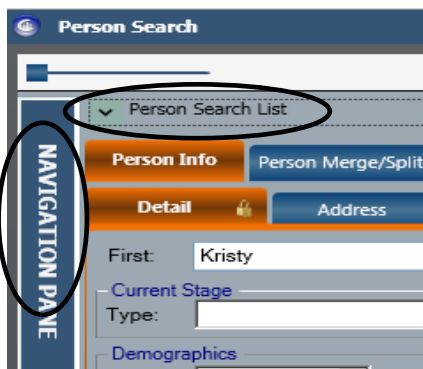 Person Search
Person Search List
NAVIGATION PANE
Person Info Person Merge/Split
Detail Address
First: Kristy
Current Stage
Type:
Demographics